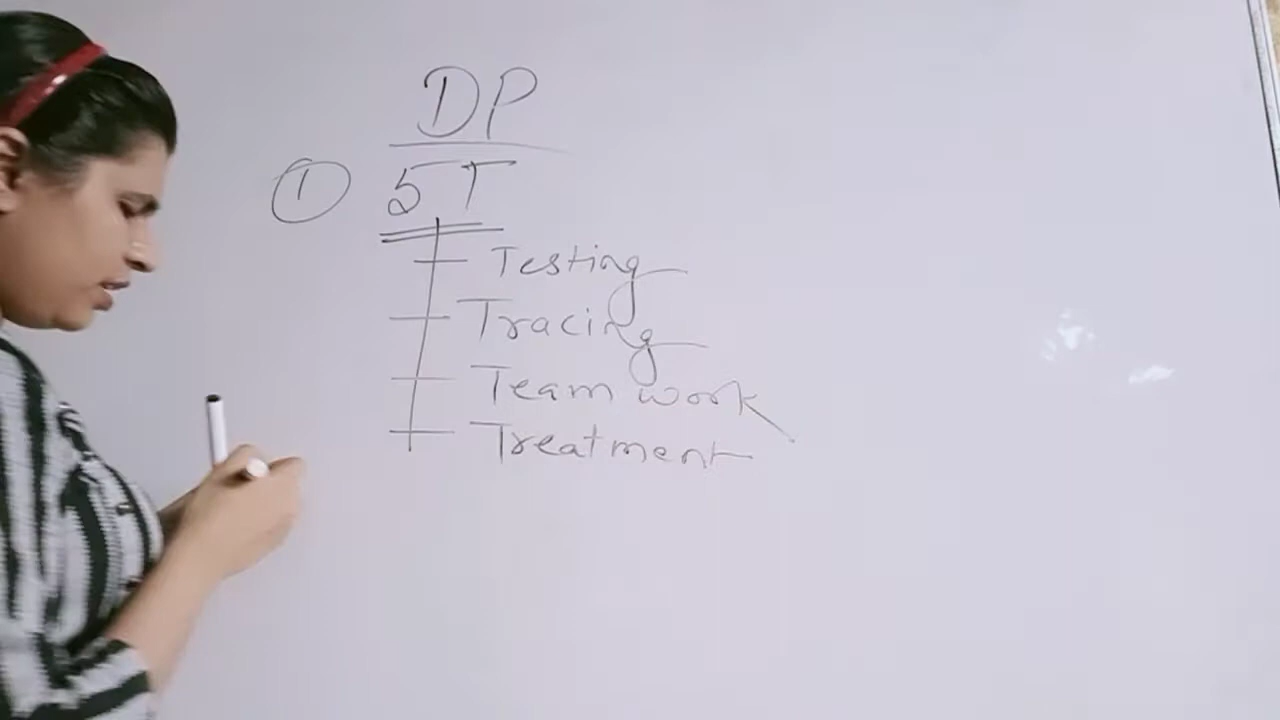 DP
① 5T
Testing
Tracing
Team work
Treatment